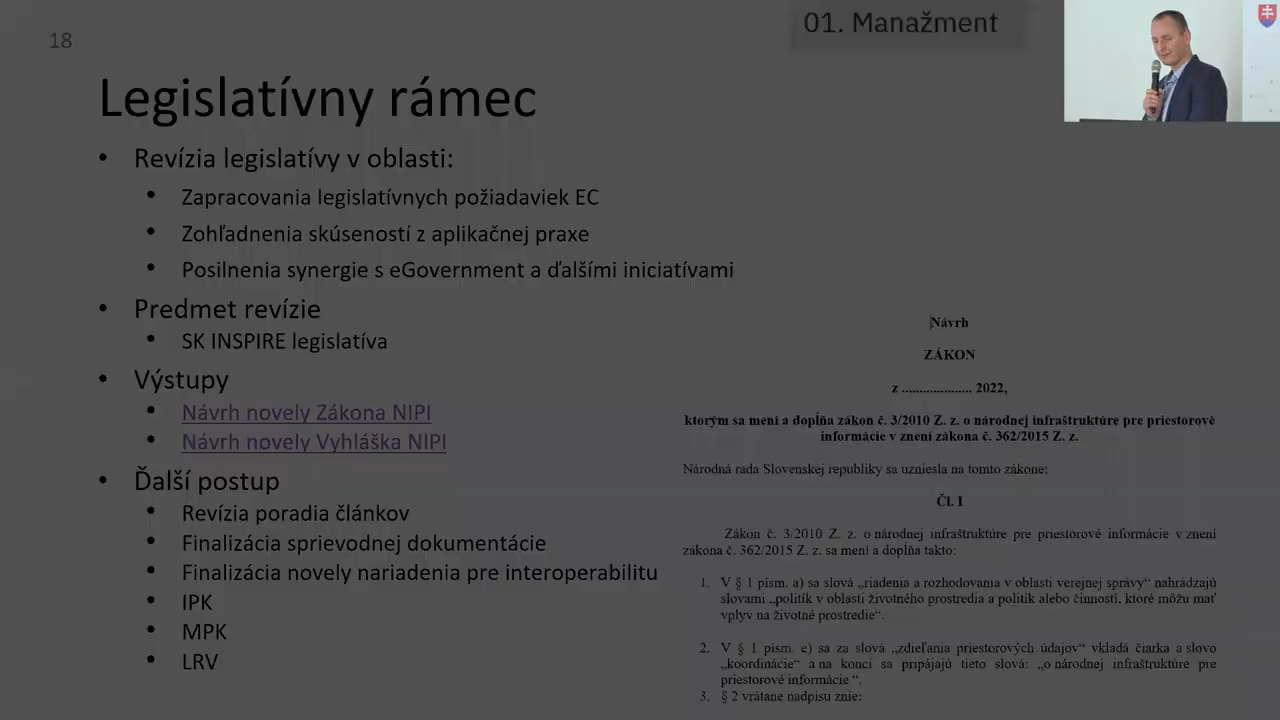 18
01. Manažment
Legislatívny rámec
• Revízia legislatívy v oblasti:
• Zapracovania legislatívnych požiadaviek EC
• Zohľadnenia skúseností z aplikačnej praxe
• Posilnenia synergie s eGovernment a ďalšími iniciatívami
• Predmet revízie
• SK INSPIRE legislatíva
• Výstupy
• Návrh novely Zákona NIPI
• Návrh novely Vyhláška NIPI
• Ďalší postup
• Revízia poradia článkov
• Finalizácia sprievodnej dokumentácie
• Finalizácia novely nariadenia pre interoperabilitu
• IPK
• MPK
• LRV
Návrh
ZÁKON
z .................... 2022,
ktorým sa mení a dopĺňa zákon č. 3/2010 Z. z. o národnej infraštruktúre pre priestorové
informácie v znení zákona č. 362/2015 Z. z.
Národná rada Slovenskej republiky sa uzniesla na tomto zákone:
Čl. I
Zákon č. 3/2010 Z. z. o národnej infraštruktúre pre priestorové informácie v znení
zákona č. 362/2015 Z. z. sa mení a dopĺňa takto:
1. V § 1 písm. a) sa slová „riadenia a rozhodovania v oblasti verejnej správy“ nahrádzajú
slovami „politík v oblasti životného prostredia a politík alebo činností, ktoré môžu mať
vplyv na životné prostredie“.
2. V § 1 písm. e) sa za slová „zdieľania priestorových údajov“ vkladá čiarka a slovo
„koordinácie“ a na konci sa pripájajú tieto slová: „o národnej infraštruktúre pre
priestorové informácie “.
3. § 2 vrátane nadpisu znie: